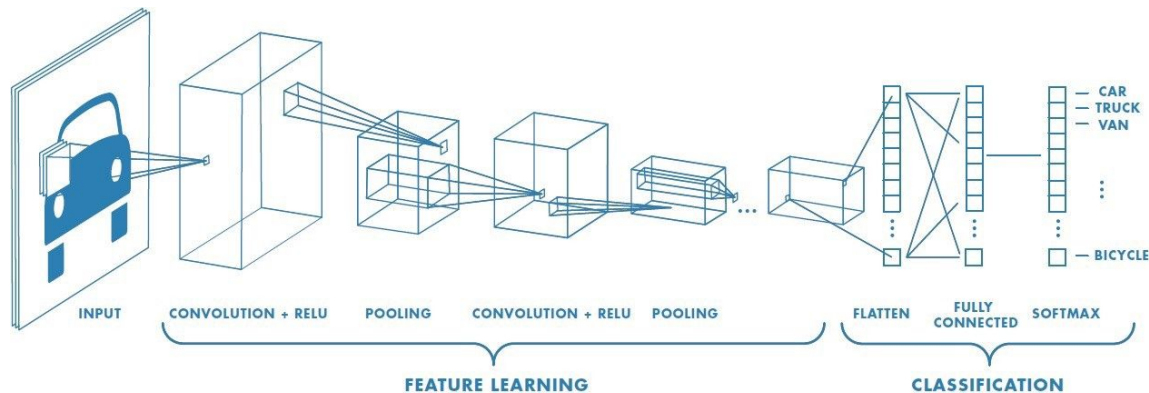 CAR
TRUCK
VAN
BICYCLE
INPUT
CONVOLUTION + RELU
POOLING
CONVOLUTION + RELU
POOLING
FLATTEN
FULLY
CONNECTED
SOFTMAX
FEATURE LEARNING
CLASSIFICATION